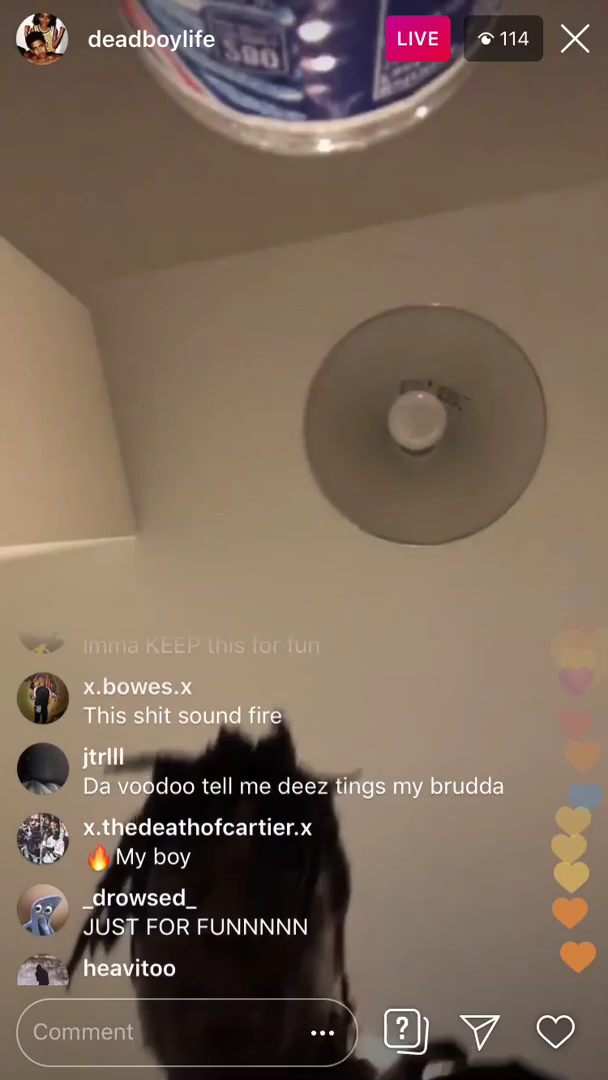 deadboylife
LIVE
114
imma KEEP this for fun
x.bowes.x
This shit sound fire
jtrlll
Da voodoo tell me deez tings my brudda
x.thedeathofcartier.x
🔥My boy
_drowsed_
JUST FOR FUNNNNN
heavitoo
Comment